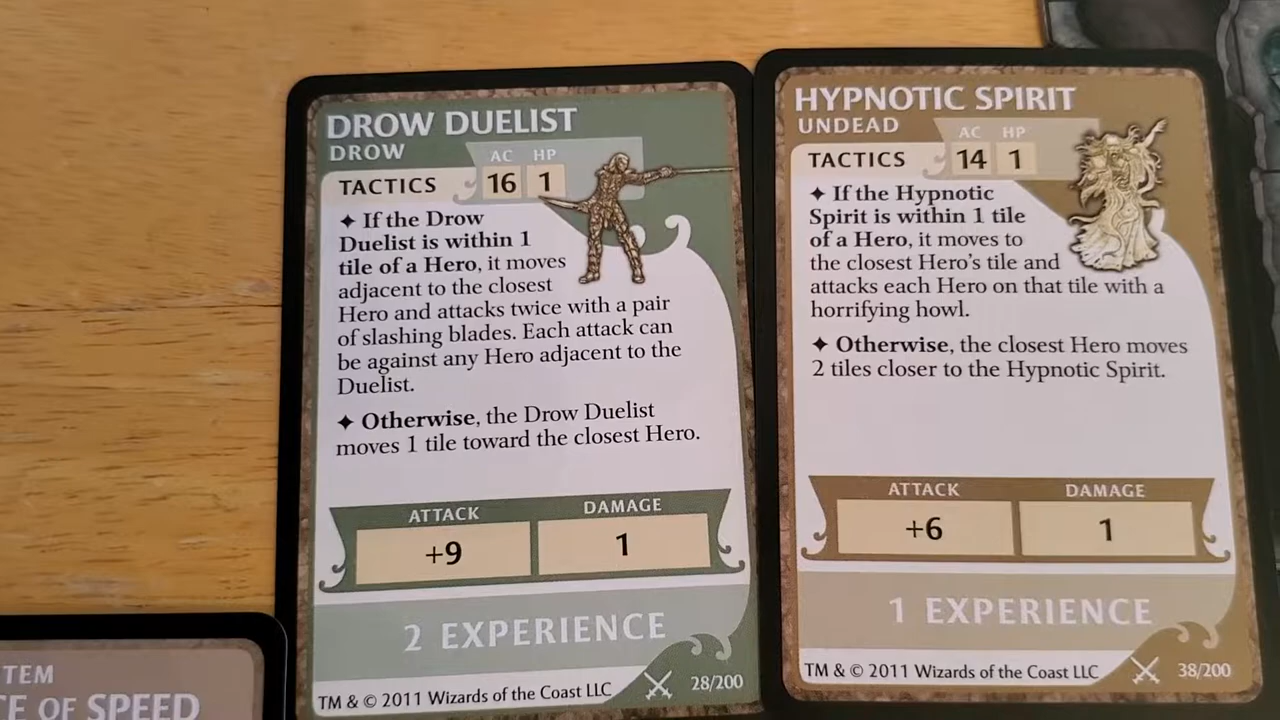 DROW DUELIST
DROW
AC HP
TACTICS 16 1
✦ If the Drow
Duelist is within 1
tile of a Hero, it moves
adjacent to the closest
Hero and attacks twice with a pair
of slashing blades. Each attack can
be against any Hero adjacent to the
Duelist.
✦ Otherwise, the Drow Duelist
moves 1 tile toward the closest Hero.
ATTACK DAMAGE
+9 1
2 EXPERIENCE
TM & © 2011 Wizards of the Coast LLC 28/200
HYPNOTIC SPIRIT
UNDEAD
AC HP
TACTICS 14 1
✦ If the Hypnotic
Spirit is within 1 tile
of a Hero, it moves to
the closest Hero's tile and
attacks each Hero on that tile with a
horrifying howl.
✦ Otherwise, the closest Hero moves
2 tiles closer to the Hypnotic Spirit.
ATTACK DAMAGE
+6 1
1 EXPERIENCE
TM & © 2011 Wizards of the Coast LLC 38/200
OF SPEED